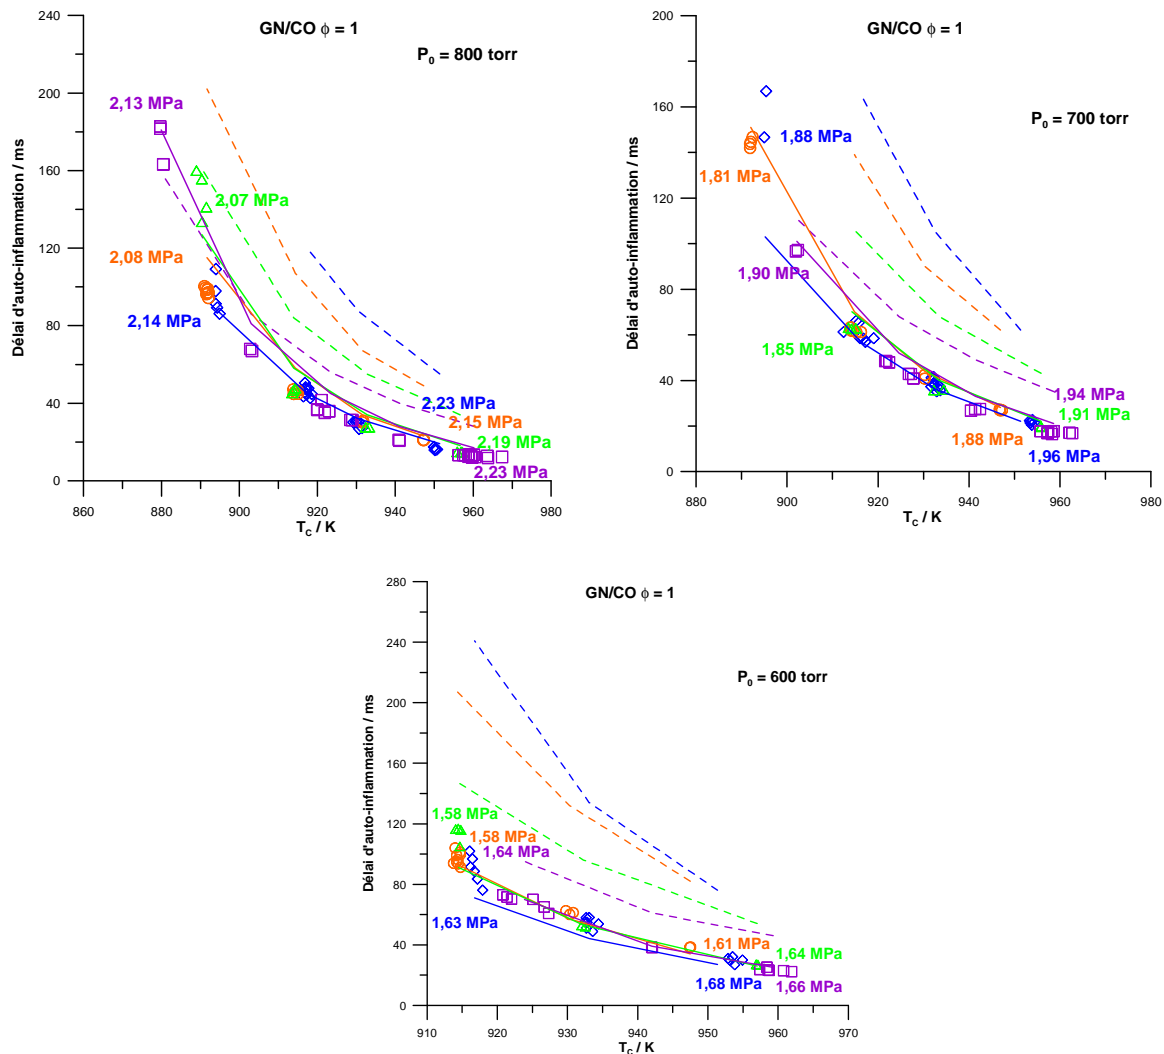 GN/CO ϕ = 1
P₀ = 800 torr
Délai d'auto-inflammation / ms
240
200
160
120
80
40
0
2,13 MPa
2,07 MPa
2,08 MPa
2,14 MPa
2,23 MPa
2,15 MPa
2,19 MPa
2,23 MPa
860 880 900 920 940 960 980
T_C / K
GN/CO ϕ = 1
P₀ = 700 torr
Délai d'auto-inflammation / ms
200
160
120
80
40
0
1,88 MPa
1,81 MPa
1,90 MPa
1,85 MPa
1,94 MPa
1,91 MPa
1,88 MPa
1,96 MPa
880 900 920 940 960 980
T_C / K
GN/CO ϕ = 1
P₀ = 600 torr
Délai d'auto-inflammation / ms
280
240
200
160
120
80
40
0
1,58 MPa
1,58 MPa
1,64 MPa
1,63 MPa
1,61 MPa
1,64 MPa
1,68 MPa
1,66 MPa
910 920 930 940 950 960 970
T_C / K